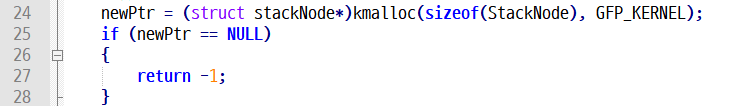 24 newPtr = (struct stackNode*)kmalloc(sizeof(StackNode), GFP_KERNEL);
25 if (newPtr == NULL)
26 {
27 return -1;
28 }